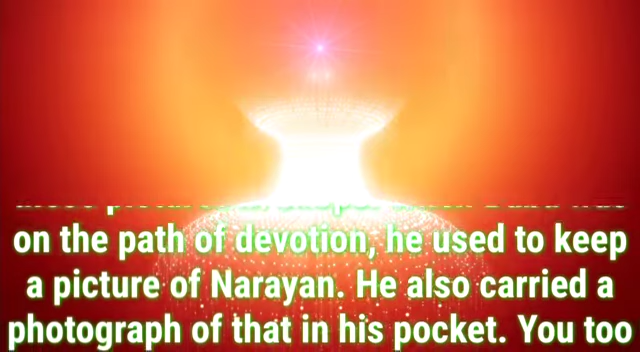 on the path of devotion, he used to keep
a picture of Narayan. He also carried a
photograph of that in his pocket. You too